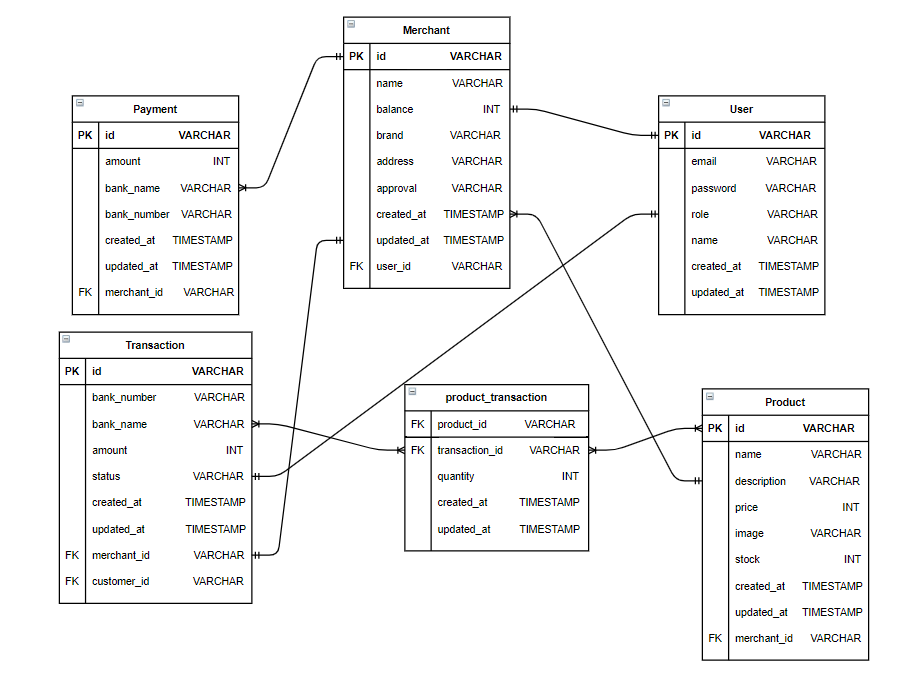 Merchant
PK id VARCHAR
name VARCHAR
balance INT
brand VARCHAR
address VARCHAR
approval VARCHAR
created_at TIMESTAMP
updated_at TIMESTAMP
FK user_id VARCHAR
Payment
PK id VARCHAR
amount INT
bank_name VARCHAR
bank_number VARCHAR
created_at TIMESTAMP
updated_at TIMESTAMP
FK merchant_id VARCHAR
User
PK id VARCHAR
email VARCHAR
password VARCHAR
role VARCHAR
name VARCHAR
created_at TIMESTAMP
updated_at TIMESTAMP
Transaction
PK id VARCHAR
bank_number VARCHAR
bank_name VARCHAR
amount INT
status VARCHAR
created_at TIMESTAMP
updated_at TIMESTAMP
FK merchant_id VARCHAR
FK customer_id VARCHAR
product_transaction
FK product_id VARCHAR
FK transaction_id VARCHAR
quantity INT
created_at TIMESTAMP
updated_at TIMESTAMP
Product
PK id VARCHAR
name VARCHAR
description VARCHAR
price INT
image VARCHAR
stock INT
created_at TIMESTAMP
updated_at TIMESTAMP
FK merchant_id VARCHAR